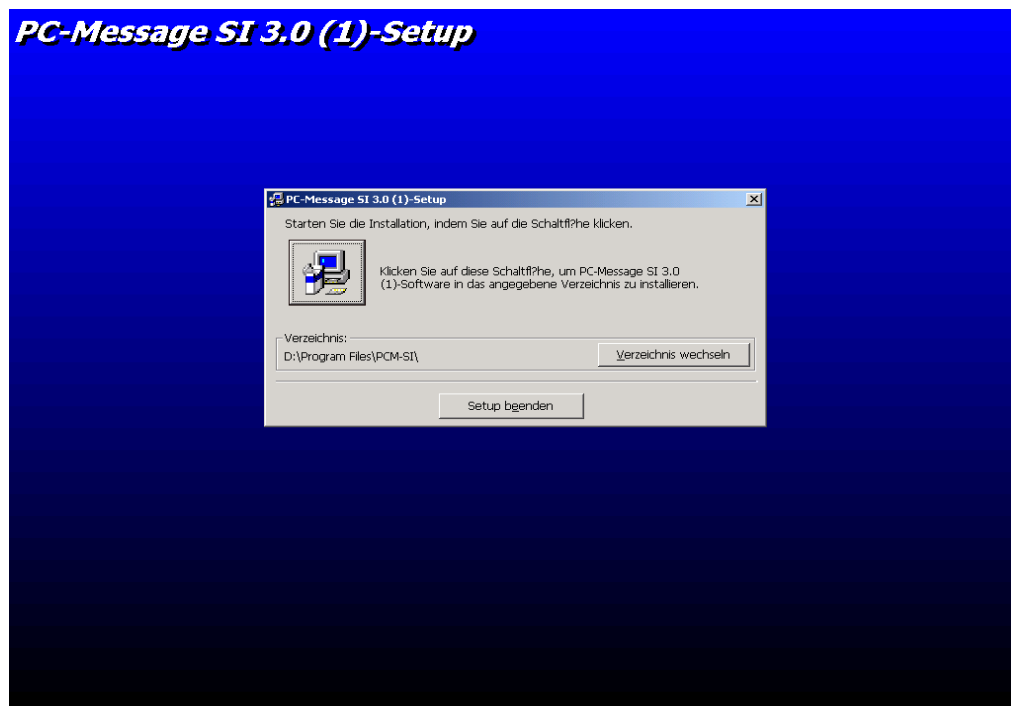 PC-Message SI 3.0 (1)-Setup
PC-Message SI 3.0 (1)-Setup
Starten Sie die Installation, indem Sie auf die Schaltfl?he klicken.
Klicken Sie auf diese Schaltfl?he, um PC-Message SI 3.0
(1)-Software in das angegebene Verzeichnis zu installieren.
Verzeichnis:
D:\Program Files\PCM-SI\
Verzeichnis wechseln
Setup beenden